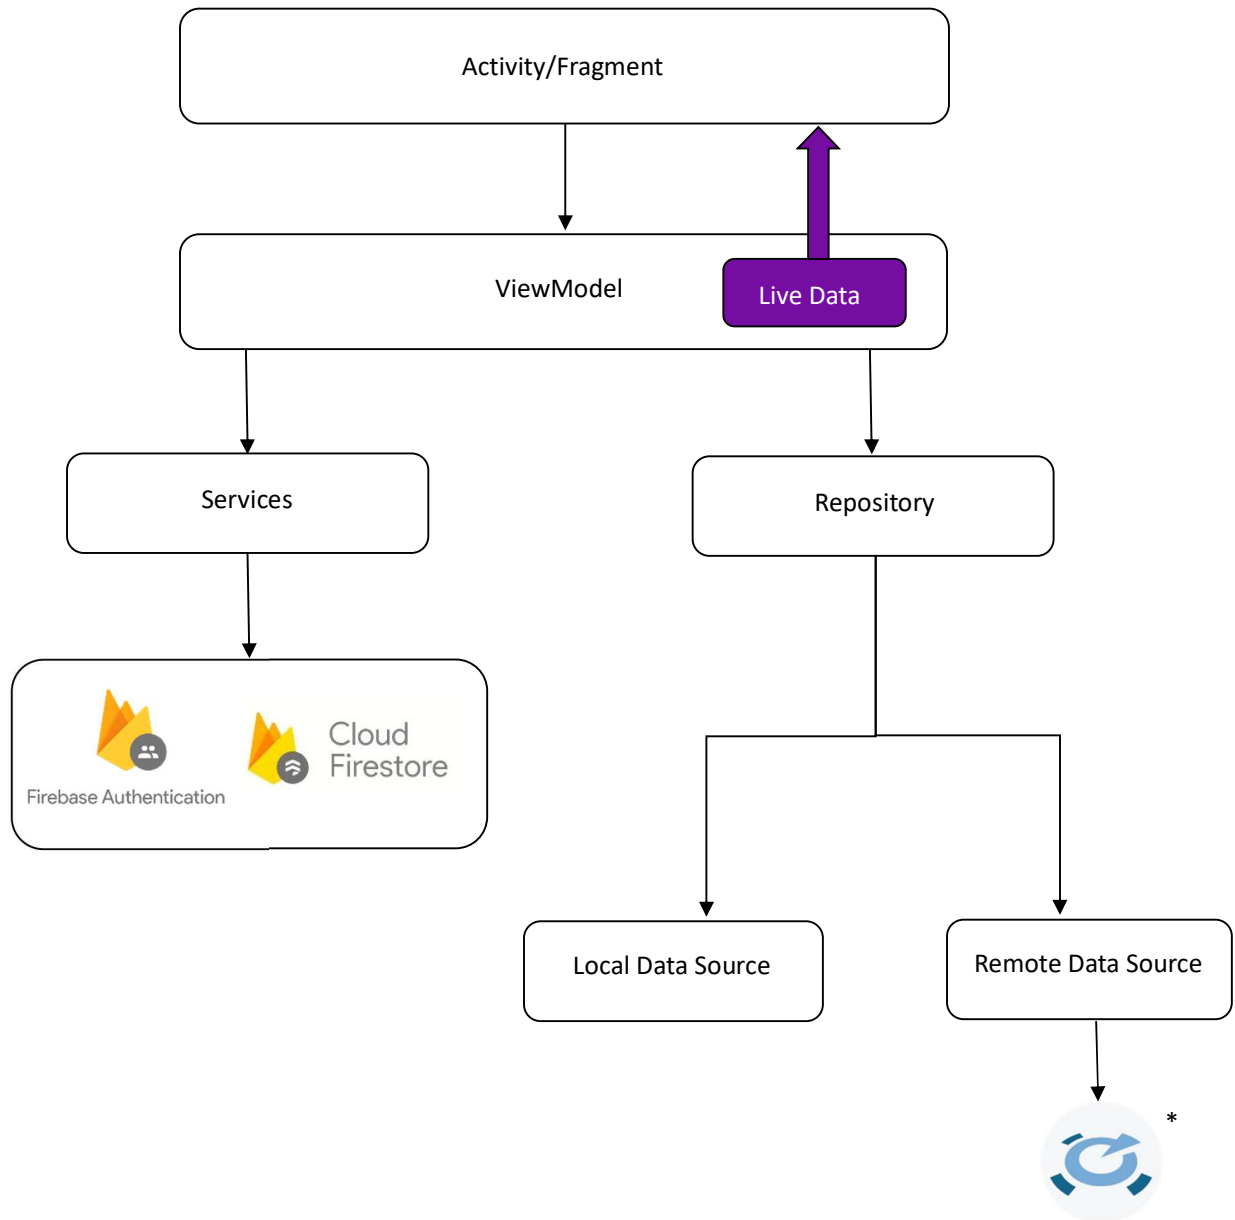 Activity/Fragment
ViewModel
Live Data
Services
Repository
Firebase Authentication
Cloud
Firestore
Local Data Source
Remote Data Source
*